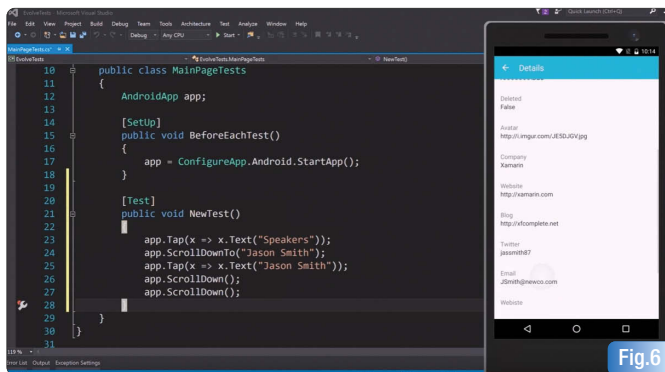 EvolveTests - Microsoft Visual Studio
Quick Launch (Ctrl+Q)
File Edit View Project Build Debug Team Tools Architecture Test Analyze Window Help
Debug Any CPU Start
MainPageTests.cs
EvolveTests EvolveTests.MainPageTests NewTest()
10 public class MainPageTests
11 {
12 AndroidApp app;
13
14 [SetUp]
15 public void BeforeEachTest()
16 {
17 app = ConfigureApp.Android.StartApp();
18 }
19
20 [Test]
21 public void NewTest()
22 {
23 app.Tap(x => x.Text("Speakers"));
24 app.ScrollDownTo("Jason Smith");
25 app.Tap(x => x.Text("Jason Smith"));
26 app.ScrollDown();
27 app.ScrollDown();
28 }
29 }
30 }
31
119 %
Error List Output Exception Settings
10:14
Details
Deleted
False
Avatar
http://i.imgur.com/JE5DJGV.jpg
Company
Xamarin
Website
http://xamarin.com
Blog
http://xfcomplete.net
Twitter
jassmith87
Email
JSmith@newco.com
Webiste
Fig.6